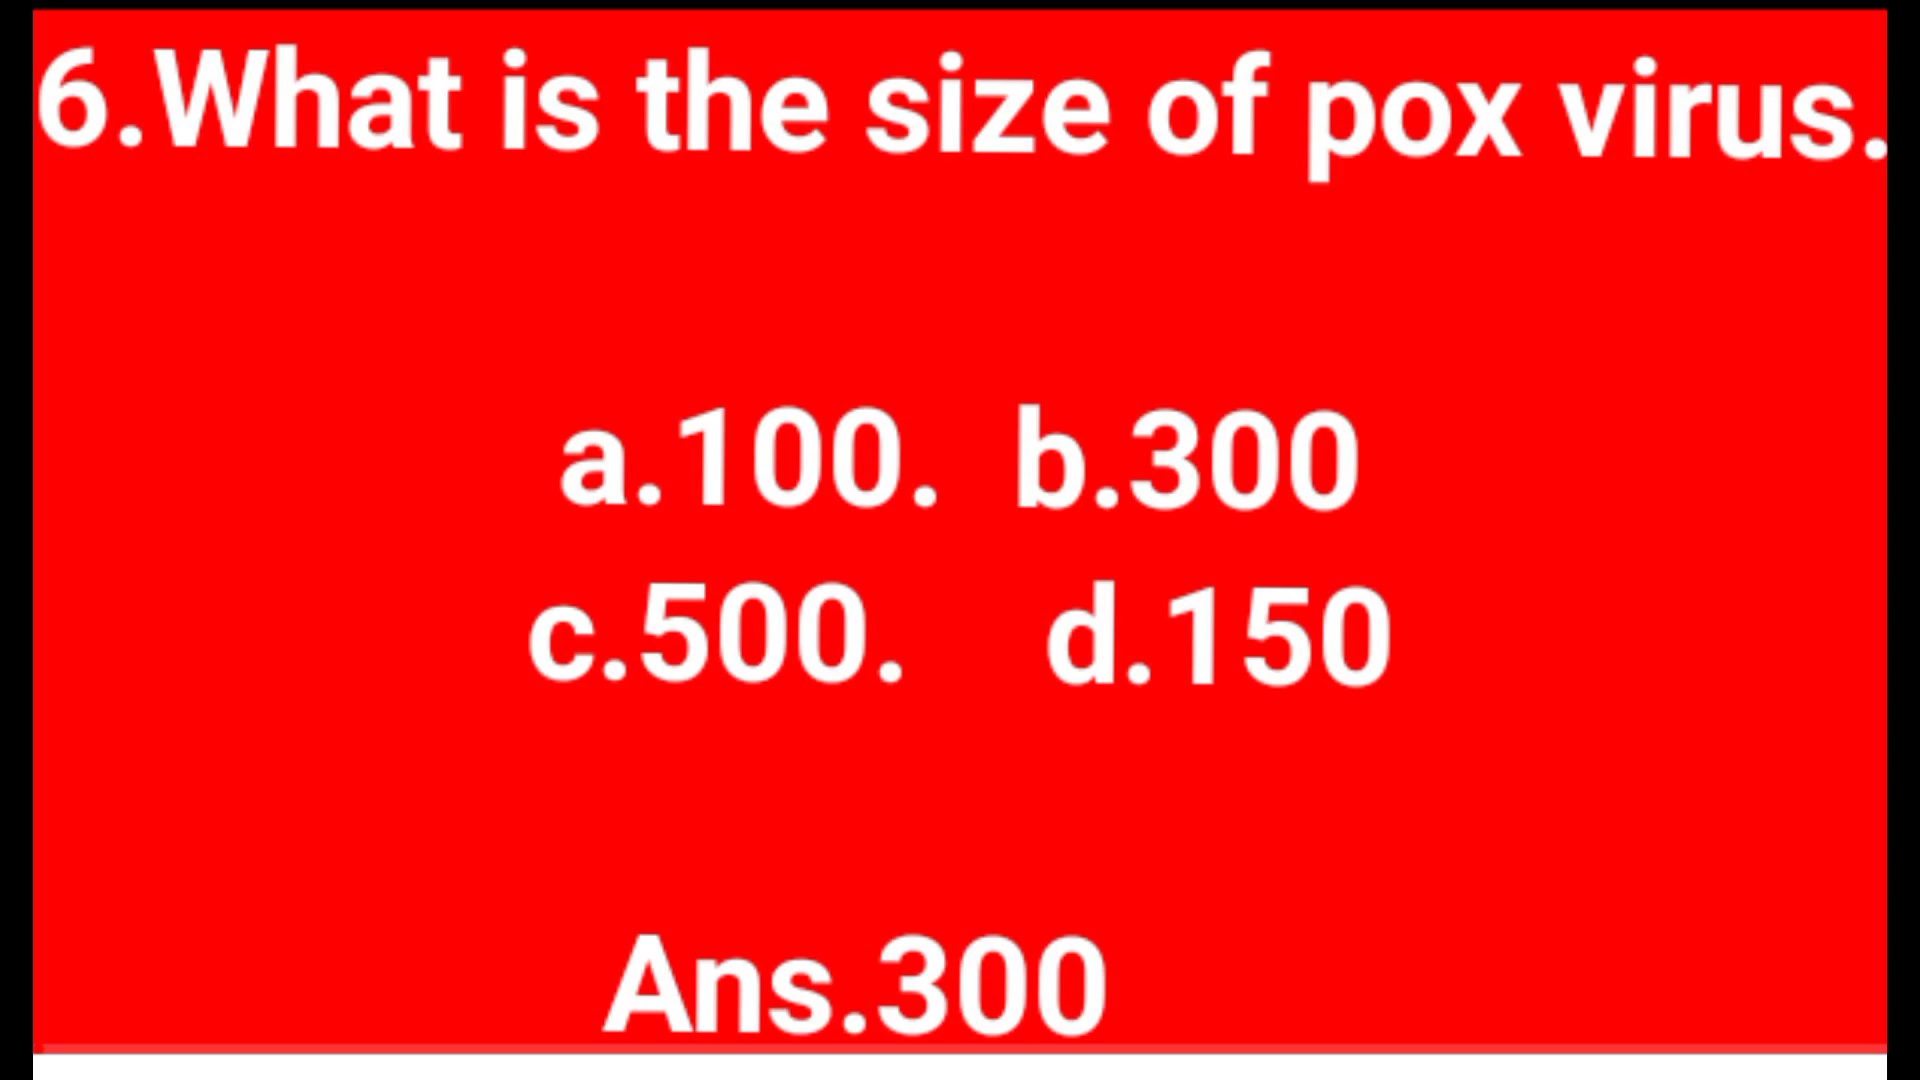 6.What is the size of pox virus.
a.100. b.300
c.500. d.150
Ans.300